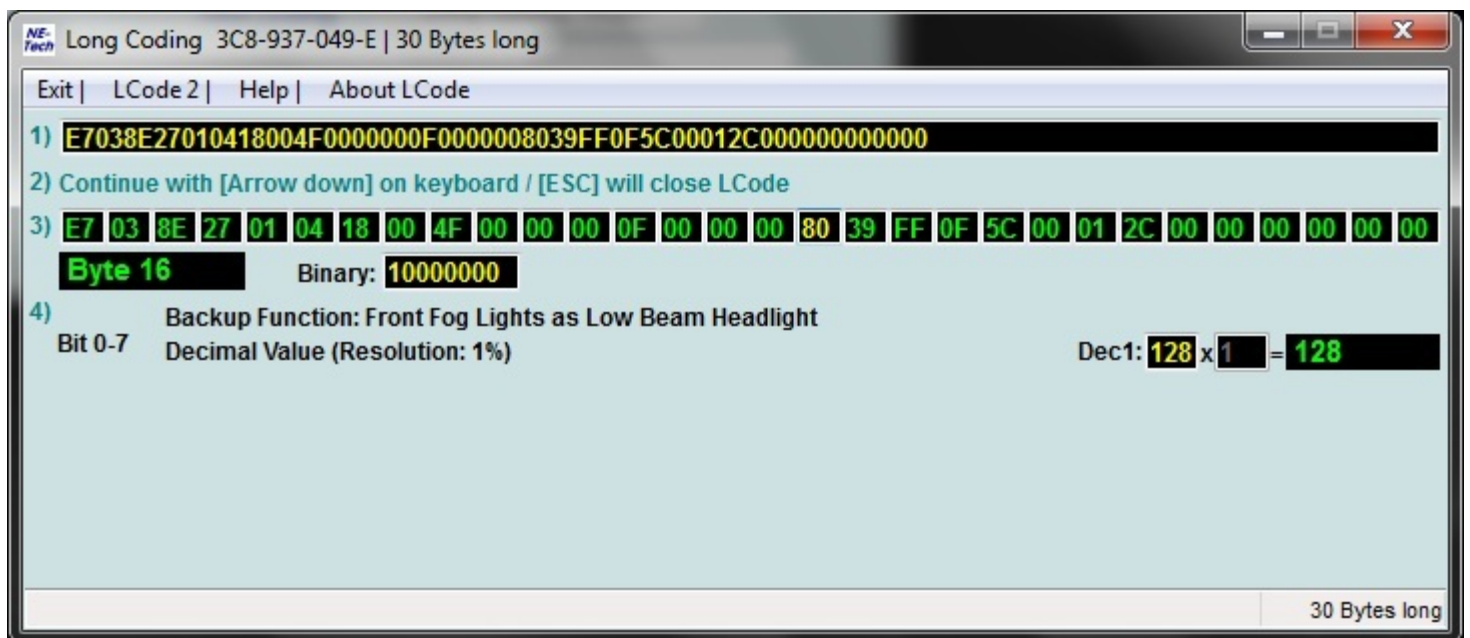 NE-Tech Long Coding 3C8-937-049-E | 30 Bytes long
Exit | LCode 2 | Help | About LCode
1) E7038E27010418004F0000000F0000008039FF0F5C00012C000000000000
2) Continue with [Arrow down] on keyboard / [ESC] will close LCode
3) E7 03 8E 27 01 04 18 00 4F 00 00 00 0F 00 00 00 80 39 FF 0F 5C 00 01 2C 00 00 00 00 00 00
Byte 16 Binary: 10000000
4) Backup Function: Front Fog Lights as Low Beam Headlight
Bit 0-7 Decimal Value (Resolution: 1%) Dec1: 128 x 1 = 128
30 Bytes long